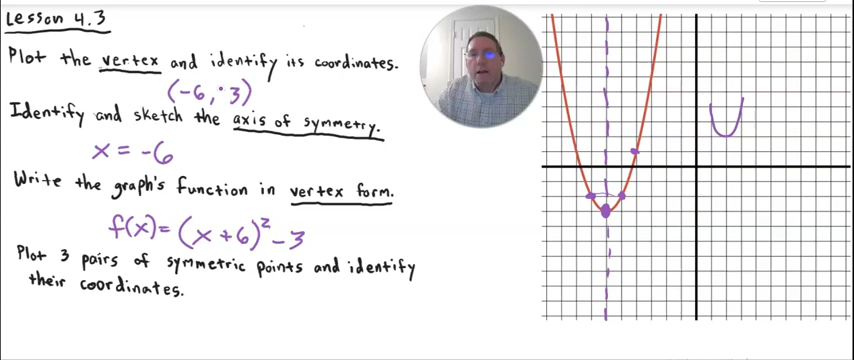 Lesson 4.3
Plot the vertex and identify its coordinates.
(-6, -3)
Identify and sketch the axis of symmetry.
x = -6
Write the graph's function in vertex form.
f(x) = (x + 6)² - 3
Plot 3 pairs of symmetric points and identify
their coordinates.